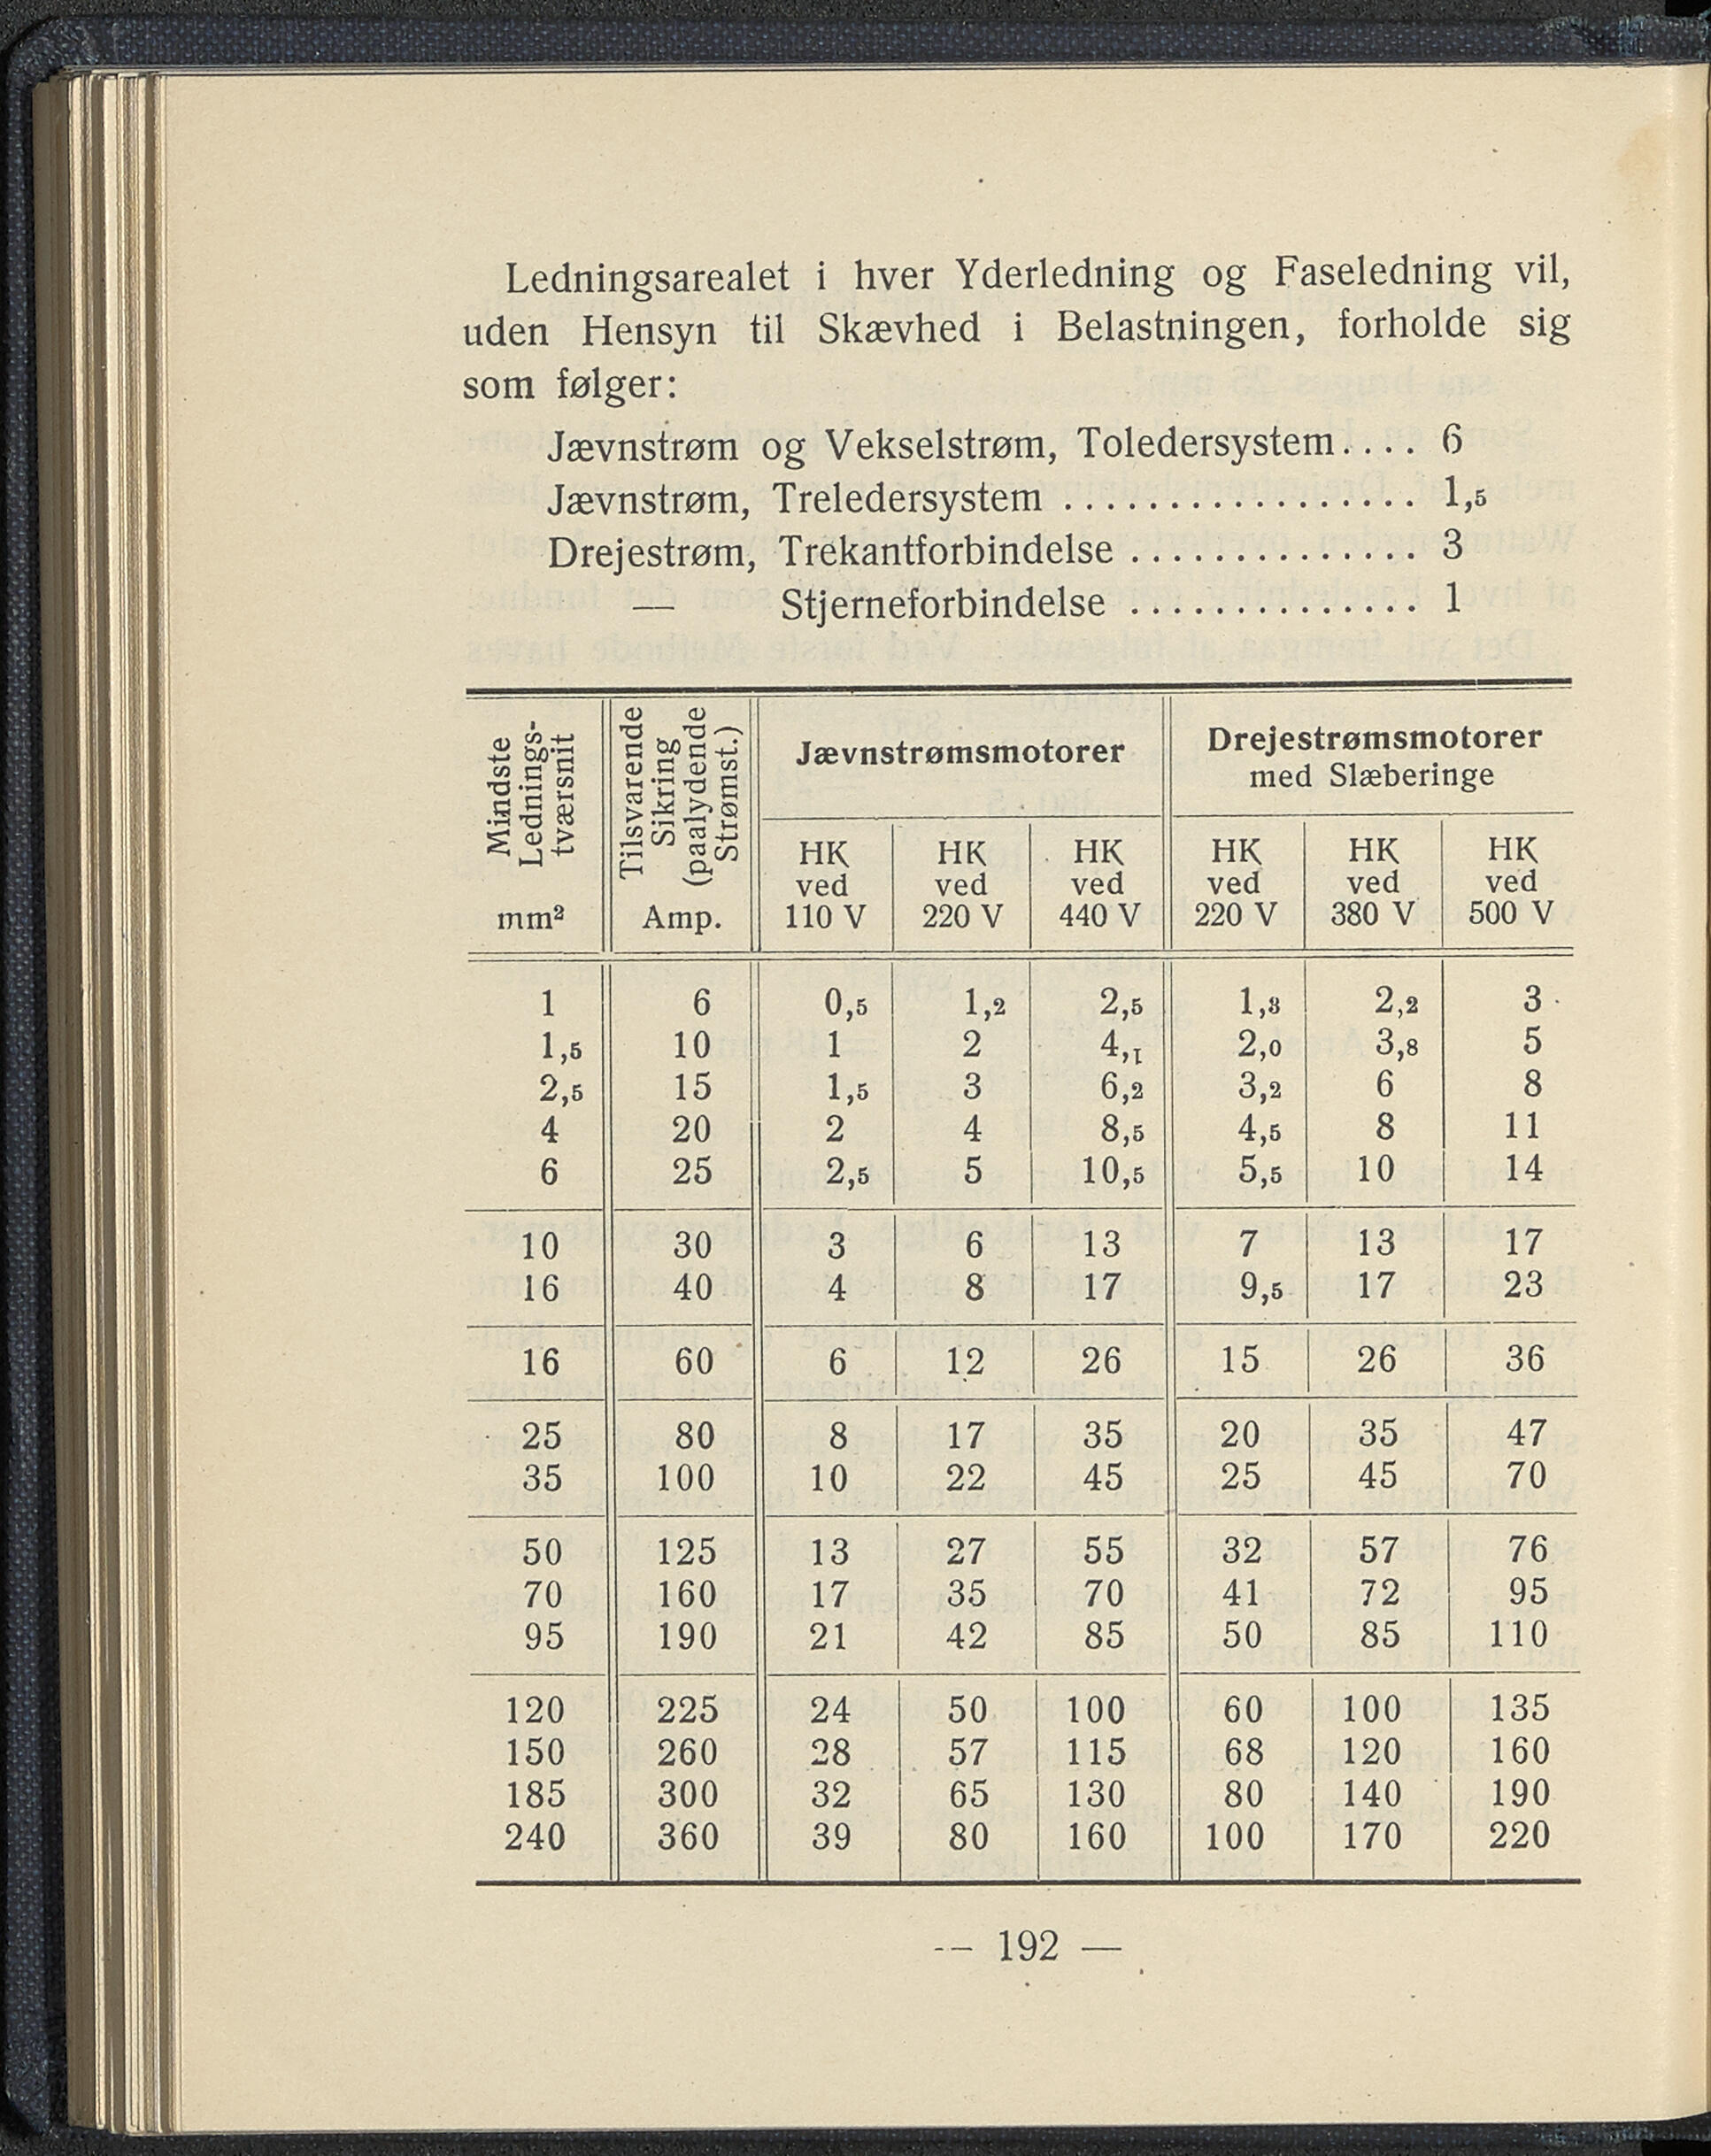 Ledningsarealet i hver Yderledning og Faseledning vil,
uden Hensyn til Skævhed i Belastningen, forholde sig
som følger:
Jævnstrøm og Vekselstrøm, Toledersystem.... 6
Jævnstrøm, Treledersystem ................. 1,5
Drejestrøm, Trekantforbindelse .............. 3
— Stjerneforbindelse .............. 1
Mindste Lednings-tværsnit mm² | Tilsvarende Sikring (paalydende Strømst.) Amp. | Jævnstrømsmotorer | Drejestrømsmotorer med Slæberinge
HK ved 110 V | HK ved 220 V | HK ved 440 V | HK ved 220 V | HK ved 380 V | HK ved 500 V
1 6 0,5 1,2 2,5 1,3 2,2 3
1,5 10 1 2 4,1 2,0 3,8 5
2,5 15 1,5 3 6,2 3,2 6 8
4 20 2 4 8,5 4,5 8 11
6 25 2,5 5 10,5 5,5 10 14
10 30 3 6 13 7 13 17
16 40 4 8 17 9,5 17 23
16 60 6 12 26 15 26 36
25 80 8 17 35 20 35 47
35 100 10 22 45 25 45 70
50 125 13 27 55 32 57 76
70 160 17 35 70 41 72 95
95 190 21 42 85 50 85 110
120 225 24 50 100 60 100 135
150 260 28 57 115 68 120 160
185 300 32 65 130 80 140 190
240 360 39 80 160 100 170 220
-- 192 —